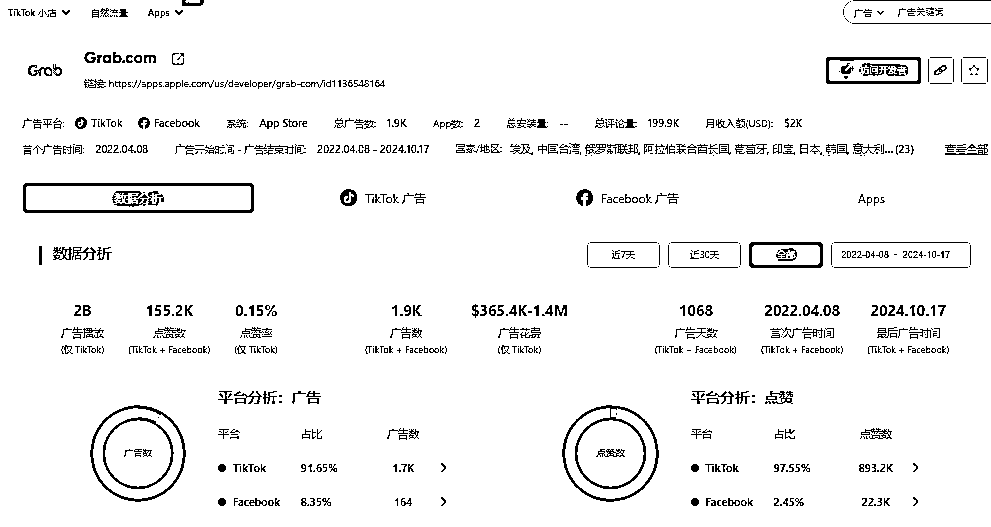 TikTok 小店 自然流量 Apps 广告 广告关键词
Grab Grab.com
链接: https://apps.apple.com/us/developer/grab-com/id1136548164
访问开发者
广告平台: TikTok Facebook 系统: App Store 总广告数: 1.9K App数: 2 总安装量: -- 总评论量: 199.9K 月收入额(USD): $2K
首个广告时间: 2022.04.08 广告开始时间 - 广告结束时间: 2022.04.08 - 2024.10.17 国家/地区: 埃及, 中国台湾, 俄罗斯联邦, 阿拉伯联合酋长国, 葡萄牙, 印度, 日本, 韩国, 意大利... (23) 查看全部
数据分析 TikTok 广告 Facebook 广告 Apps
数据分析 近7天 近30天 全部 2022-04-08 - 2024-10-17
2B 155.2K 0.15% 1.9K $365.4K-1.4M 1068 2022.04.08 2024.10.17
广告播放 点赞数 点赞率 广告数 广告花费 广告天数 首次广告时间 最后广告时间
(仅 TikTok) (TikTok + Facebook) (仅 TikTok) (TikTok + Facebook) (仅 TikTok) (TikTok + Facebook) (TikTok + Facebook) (TikTok + Facebook)
平台分析: 广告 平台分析: 点赞
平台 占比 广告数 平台 占比 点赞数
广告数 点赞数
TikTok 91.65% 1.7K TikTok 97.55% 893.2K
Facebook 8.35% 164 Facebook 2.45% 22.3K